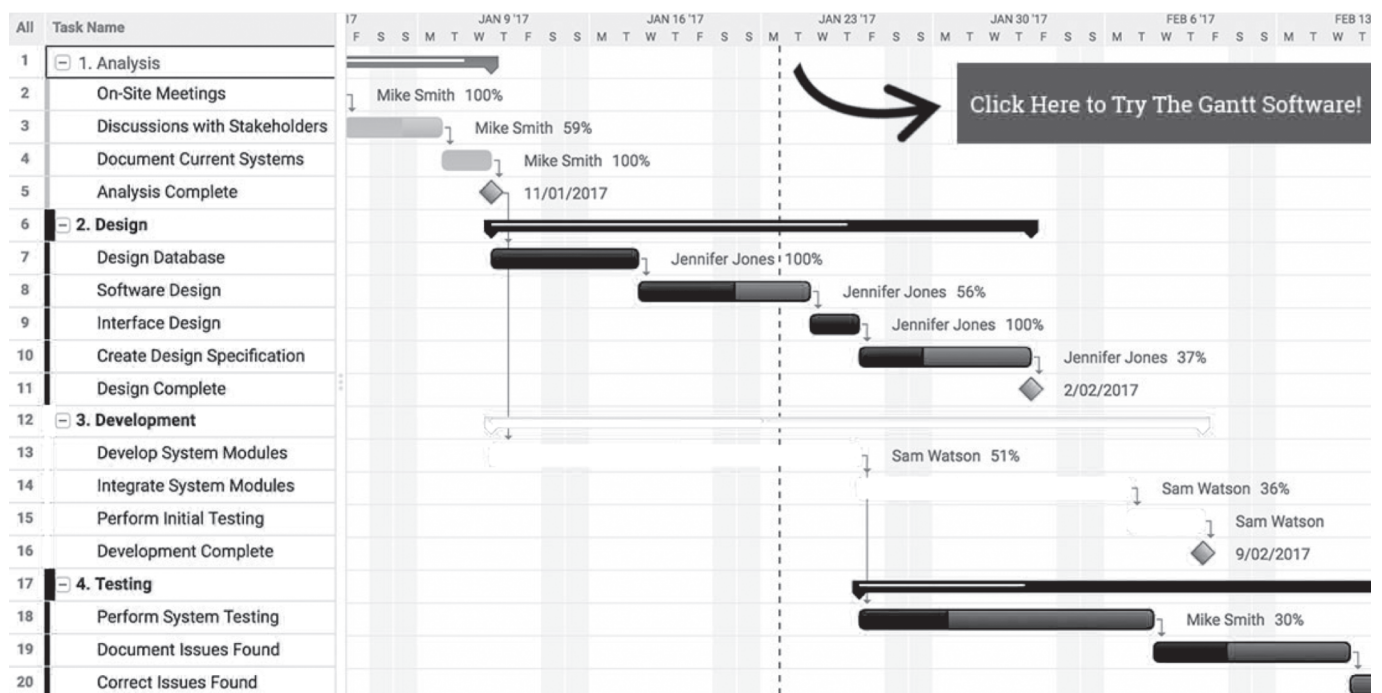 17 JAN 9 '17 JAN 16 '17 JAN 23 '17 JAN 30 '17 FEB 6 '17 FEB 13
All Task Name F S S M T W T F S S M T W T F S S M T W T F S S M T W T F S S M T W T F S S M T W T
1 1. Analysis
2 On-Site Meetings Mike Smith 100%
Click Here to Try The Gantt Software!
3 Discussions with Stakeholders Mike Smith 59%
4 Document Current Systems Mike Smith 100%
5 Analysis Complete 11/01/2017
6 2. Design
7 Design Database Jennifer Jones 100%
8 Software Design Jennifer Jones 56%
9 Interface Design Jennifer Jones 100%
10 Create Design Specification Jennifer Jones 37%
11 Design Complete 2/02/2017
12 3. Development
13 Develop System Modules Sam Watson 51%
14 Integrate System Modules Sam Watson 36%
15 Perform Initial Testing Sam Watson
16 Development Complete 9/02/2017
17 4. Testing
18 Perform System Testing Mike Smith 30%
19 Document Issues Found
20 Correct Issues Found